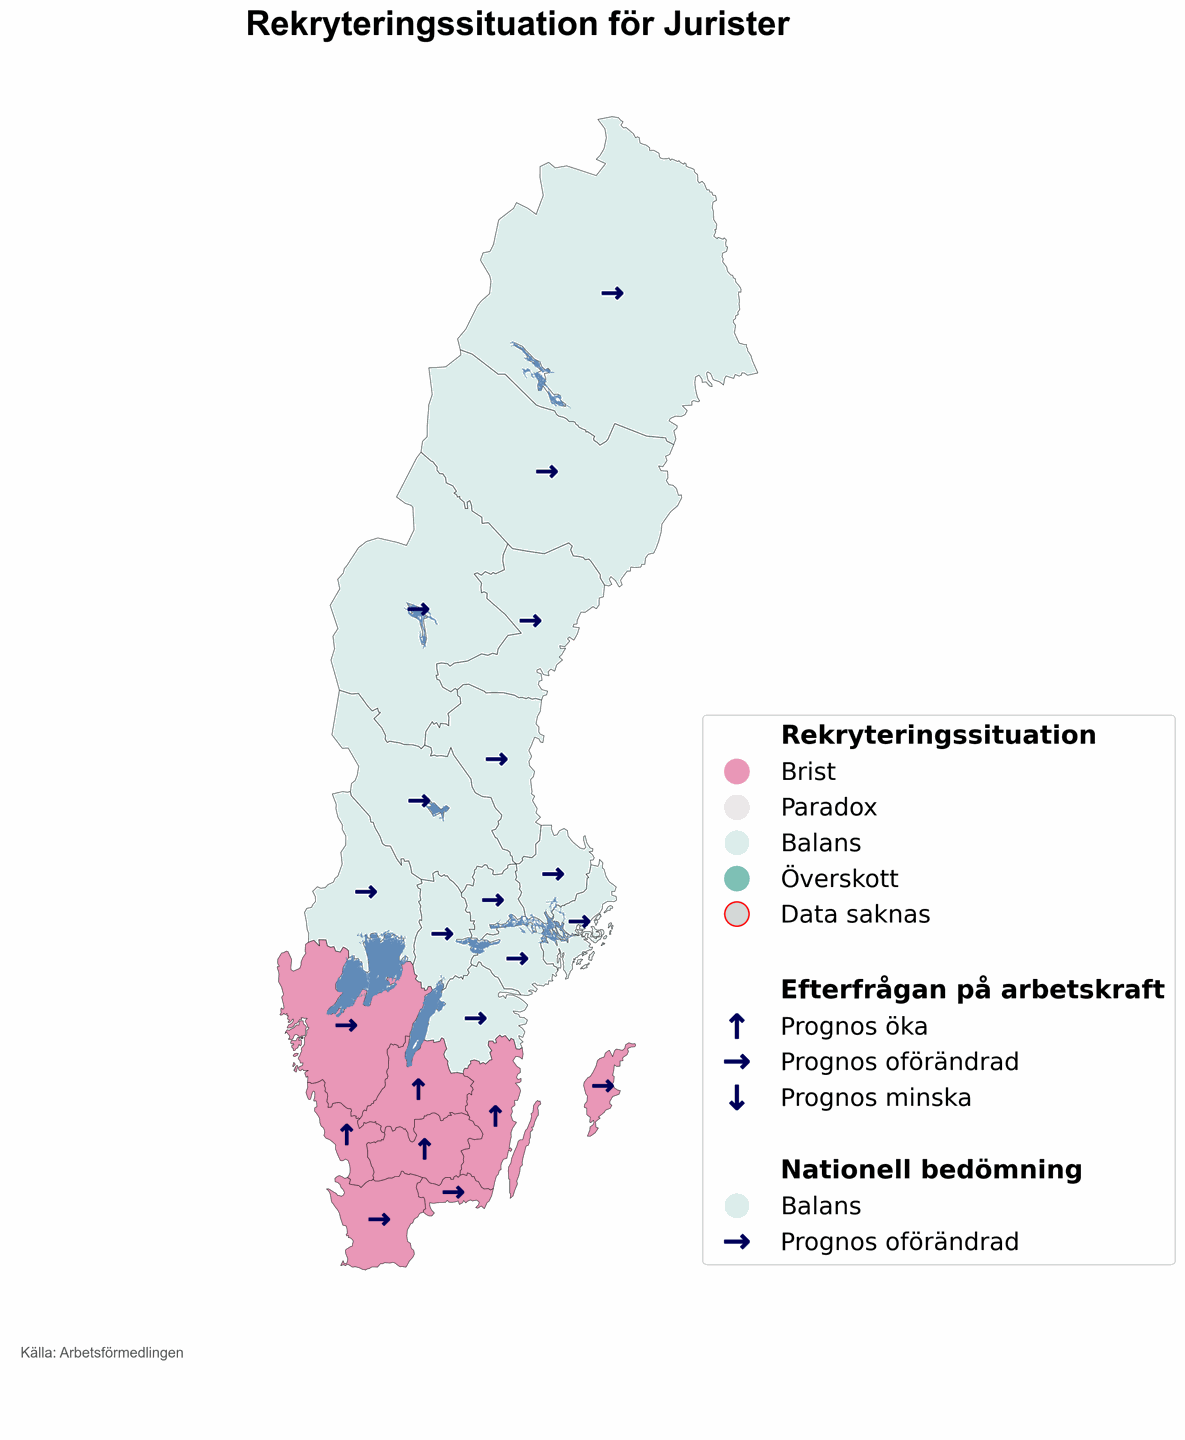 Rekryteringssituation för Jurister
Rekryteringssituation
Brist
Paradox
Balans
Överskott
Data saknas
Efterfrågan på arbetskraft
Prognos öka
Prognos oförändrad
Prognos minska
Nationell bedömning
Balans
Prognos oförändrad
Källa: Arbetsförmedlingen